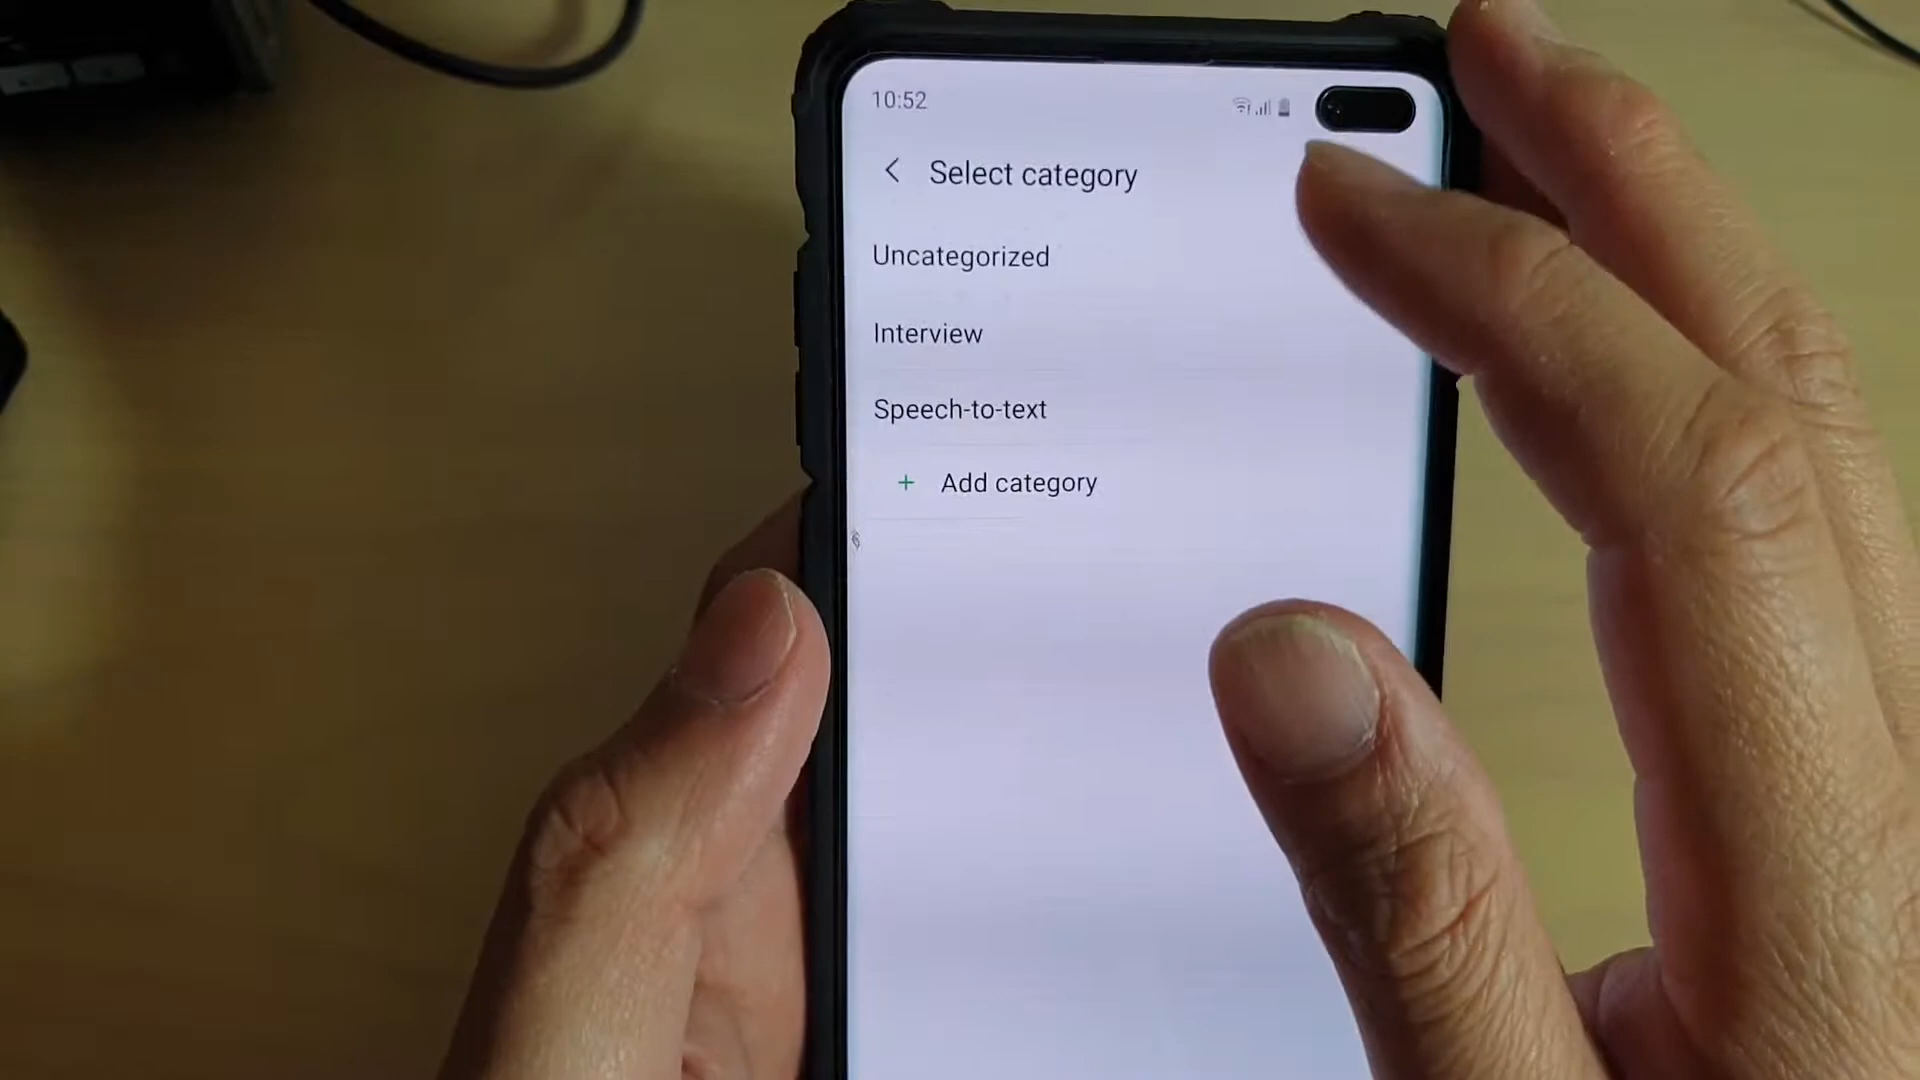 10:52
Select category
Uncategorized
Interview
Speech-to-text
+ Add category